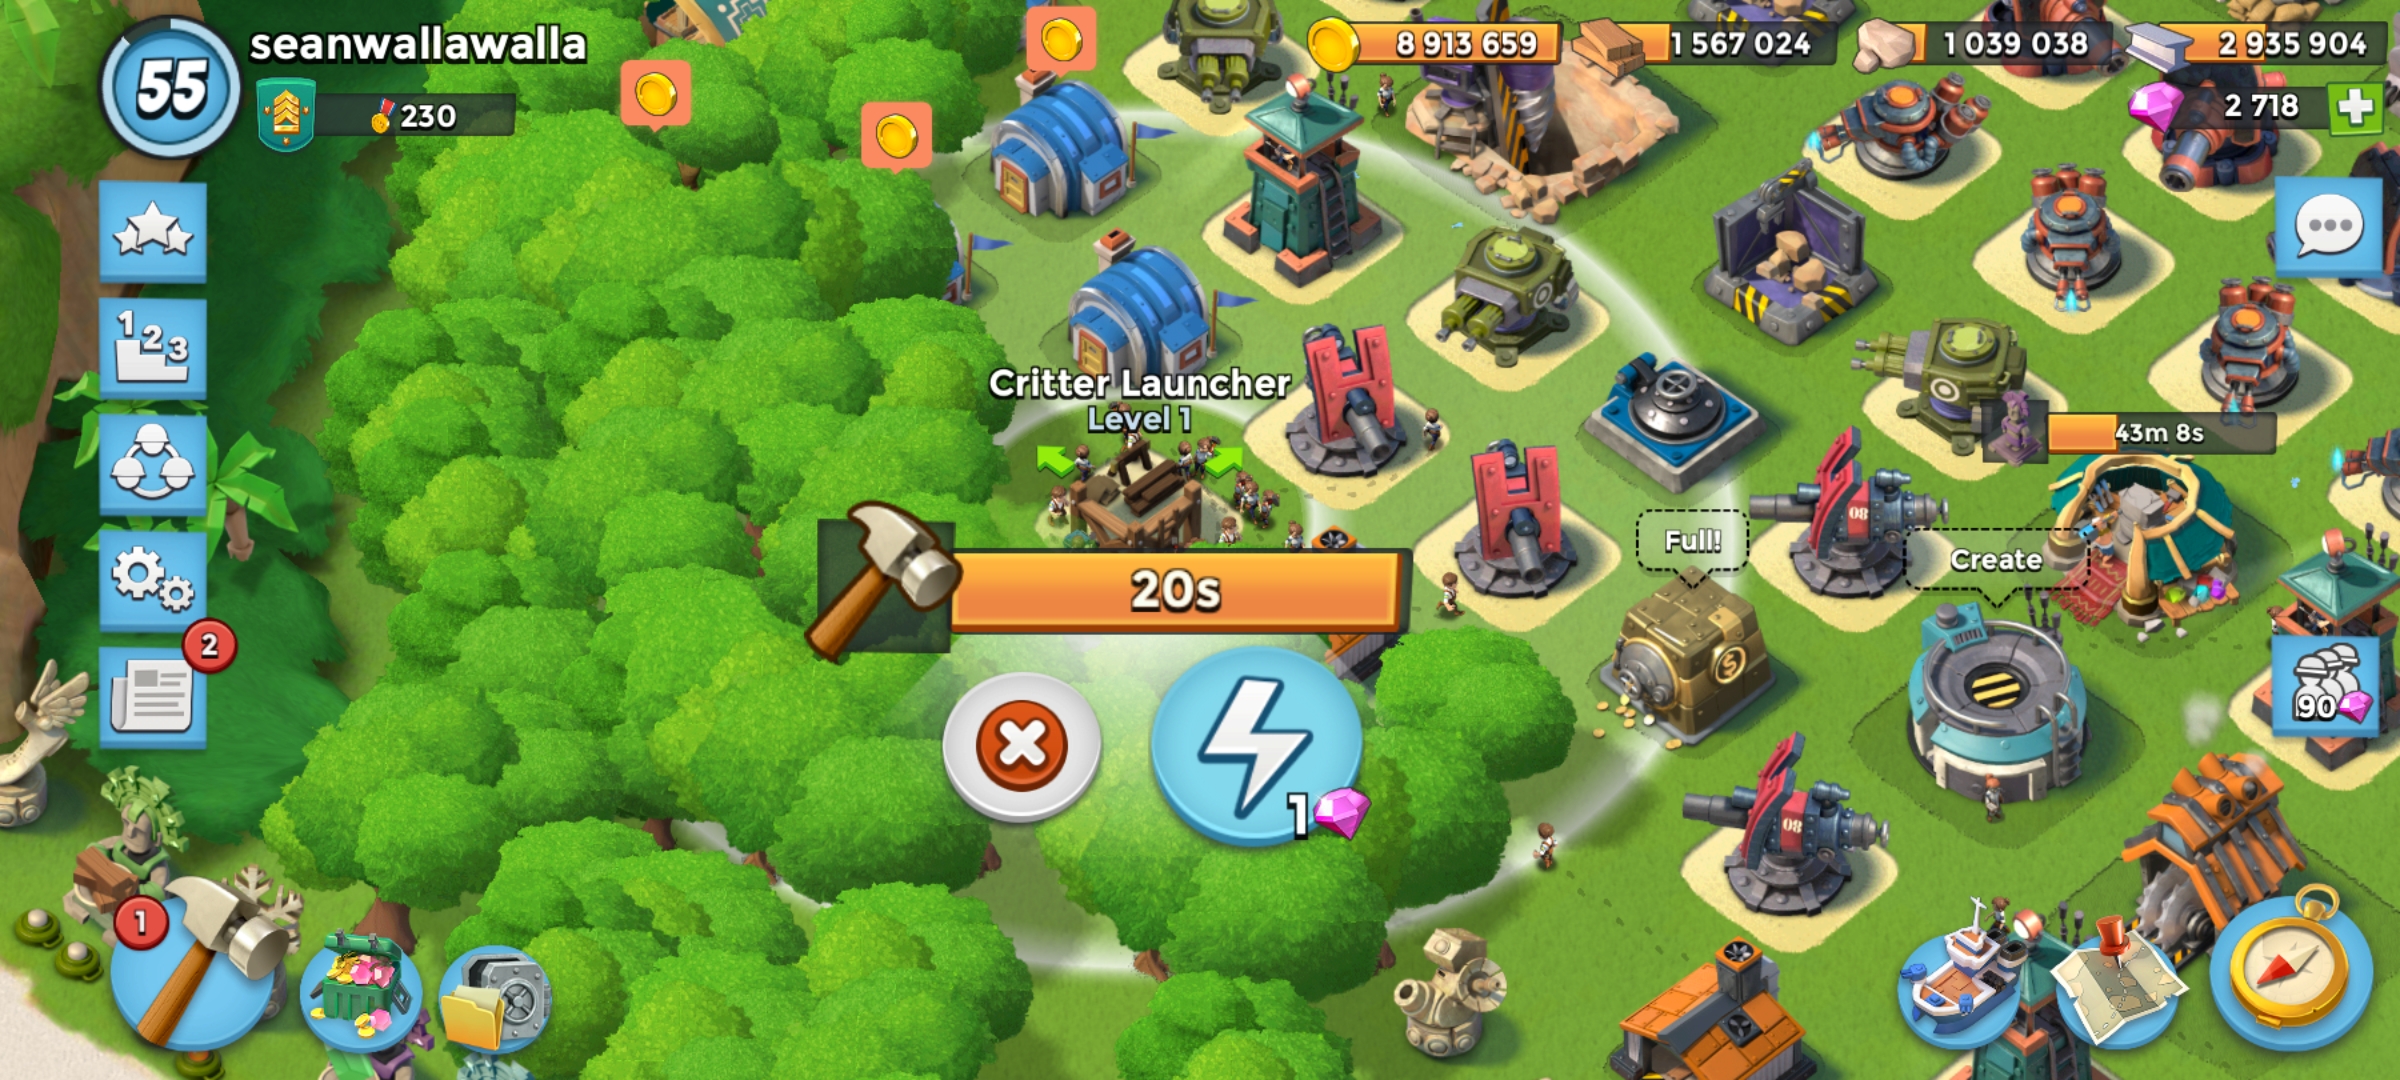 55
seanwallawalla
230
8 913 659
1 567 024
1 039 038
2 935 904
2 718
123
Critter Launcher
Level 1
43m 8s
Full!
08
Create
20s
2
90
1
08
1